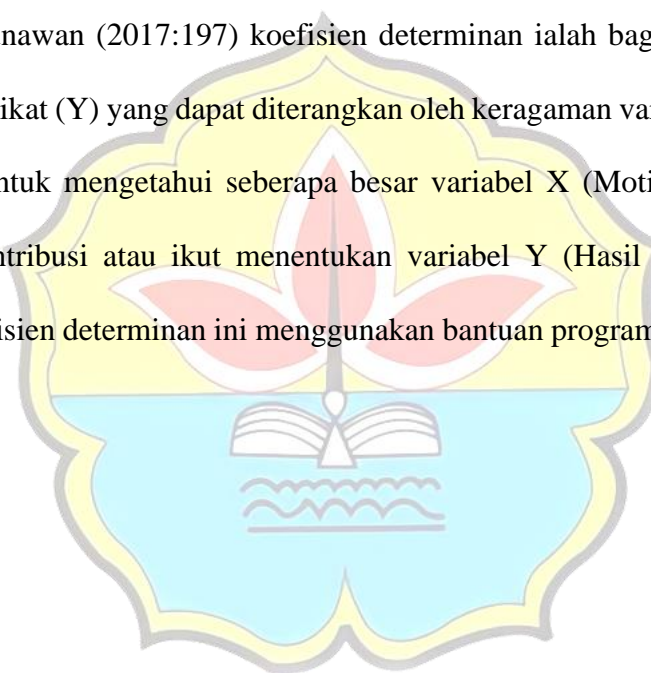 nawan (2017:197) koefisien determinan ialah bag
ikat (Y) yang dapat diterangkan oleh keragaman var
ntuk mengetahui seberapa besar variabel X (Moti
ntribusi atau ikut menentukan variabel Y (Hasil
isien determinan ini menggunakan bantuan program